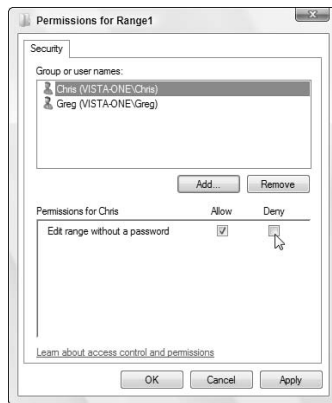 Permissions for Range1
Security
Group or user names:
Chris (VISTA-ONE\Chris)
Greg (VISTA-ONE\Greg)
Add...
Remove
Permissions for Chris
Allow
Deny
Edit range without a password
Learn about access control and permissions
OK
Cancel
Apply